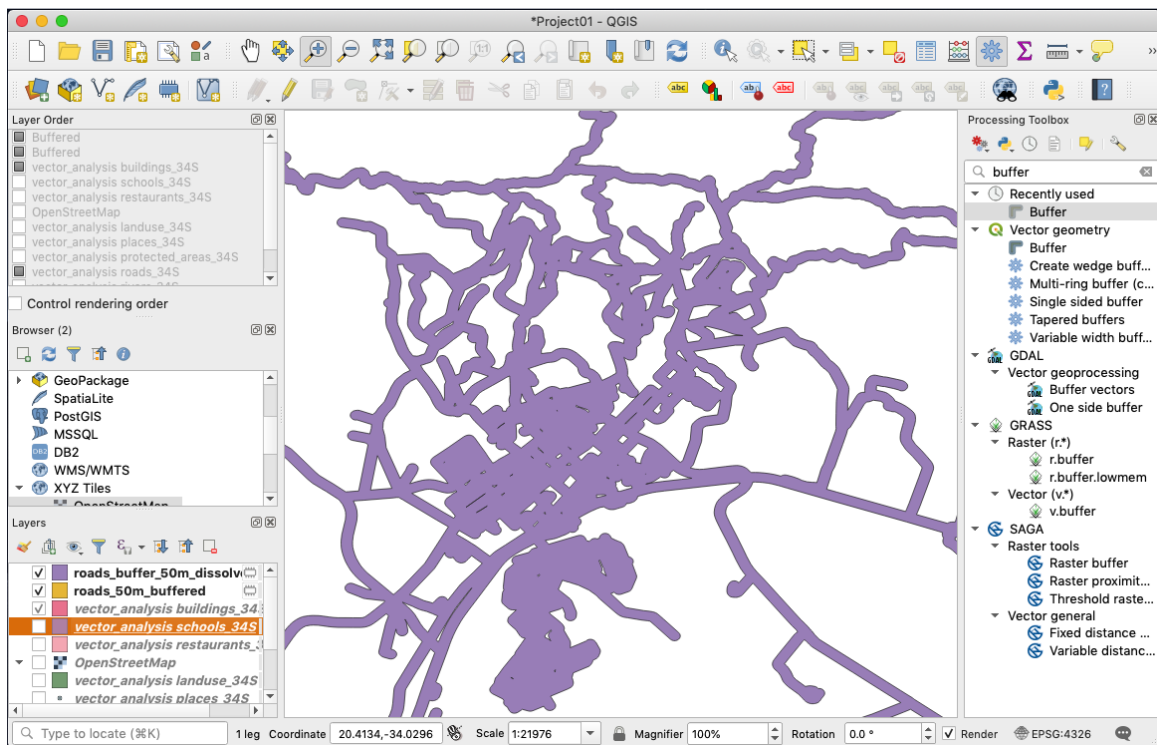 *Project01 - QGIS
Layer Order
Buffered
Buffered
vector_analysis buildings_34S
vector_analysis schools_34S
vector_analysis restaurants_34S
OpenStreetMap
vector_analysis landuse_34S
vector_analysis places_34S
vector_analysis protected_areas_34S
vector_analysis roads_34S
vector_analysis rivers_34S
Control rendering order
Browser (2)
GeoPackage
SpatiaLite
PostGIS
MSSQL
DB2
WMS/WMTS
XYZ Tiles
OpenStreetMap
Layers
roads_buffer_50m_dissolv
roads_50m_buffered
vector_analysis buildings_34
vector_analysis schools_34S
vector_analysis restaurants_
OpenStreetMap
vector_analysis landuse_34S
vector_analysis places_34S
Processing Toolbox
buffer
Recently used
Buffer
Vector geometry
Buffer
Create wedge buff...
Multi-ring buffer (c...
Single sided buffer
Tapered buffers
Variable width buff...
GDAL
Vector geoprocessing
Buffer vectors
One side buffer
GRASS
Raster (r.*)
r.buffer
r.buffer.lowmem
Vector (v.*)
v.buffer
SAGA
Raster tools
Raster buffer
Raster proximit...
Threshold raste...
Vector general
Fixed distance ...
Variable distanc...
Type to locate (⌘K) 1 leg Coordinate 20.4134,-34.0296 Scale 1:21976 Magnifier 100% Rotation 0.0 ° Render EPSG:4326